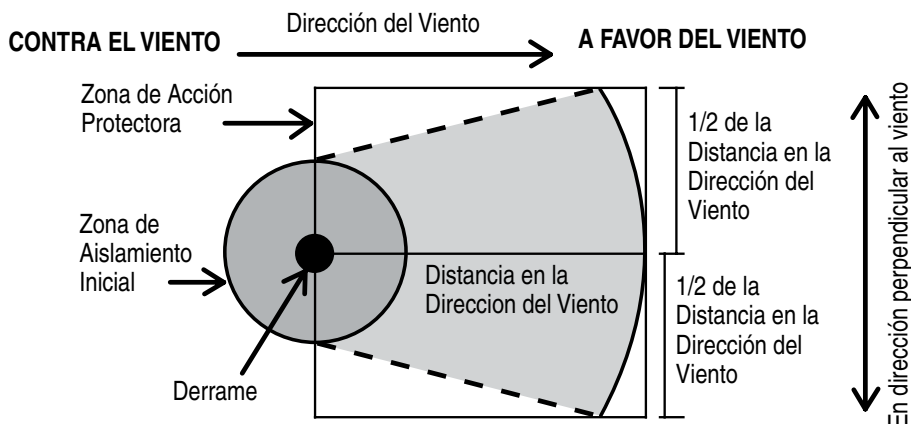 Dirección del Viento
CONTRA EL VIENTO
A FAVOR DEL VIENTO
Zona de Acción
Protectora
1/2 de la
Distancia en la
Dirección del
Viento
En dirección perpendicular al viento
Zona de
Aislamiento
Inicial
Distancia en la
Direccion del Viento
1/2 de la
Distancia en la
Dirección del
Viento
Derrame